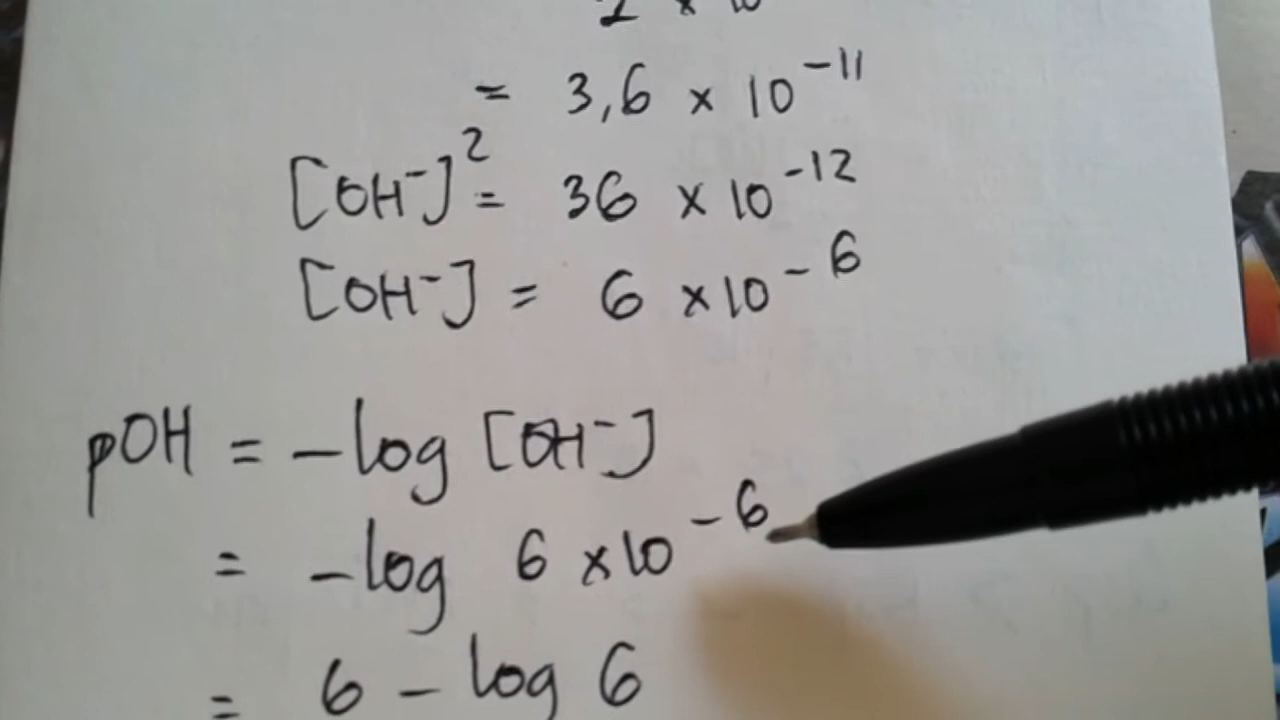 = 3,6 × 10⁻¹¹
[OH⁻]² = 36 × 10⁻¹²
[OH⁻] = 6 × 10⁻⁶
pOH = -log [OH⁻]
= -log 6 × 10⁻⁶
= 6 - log 6